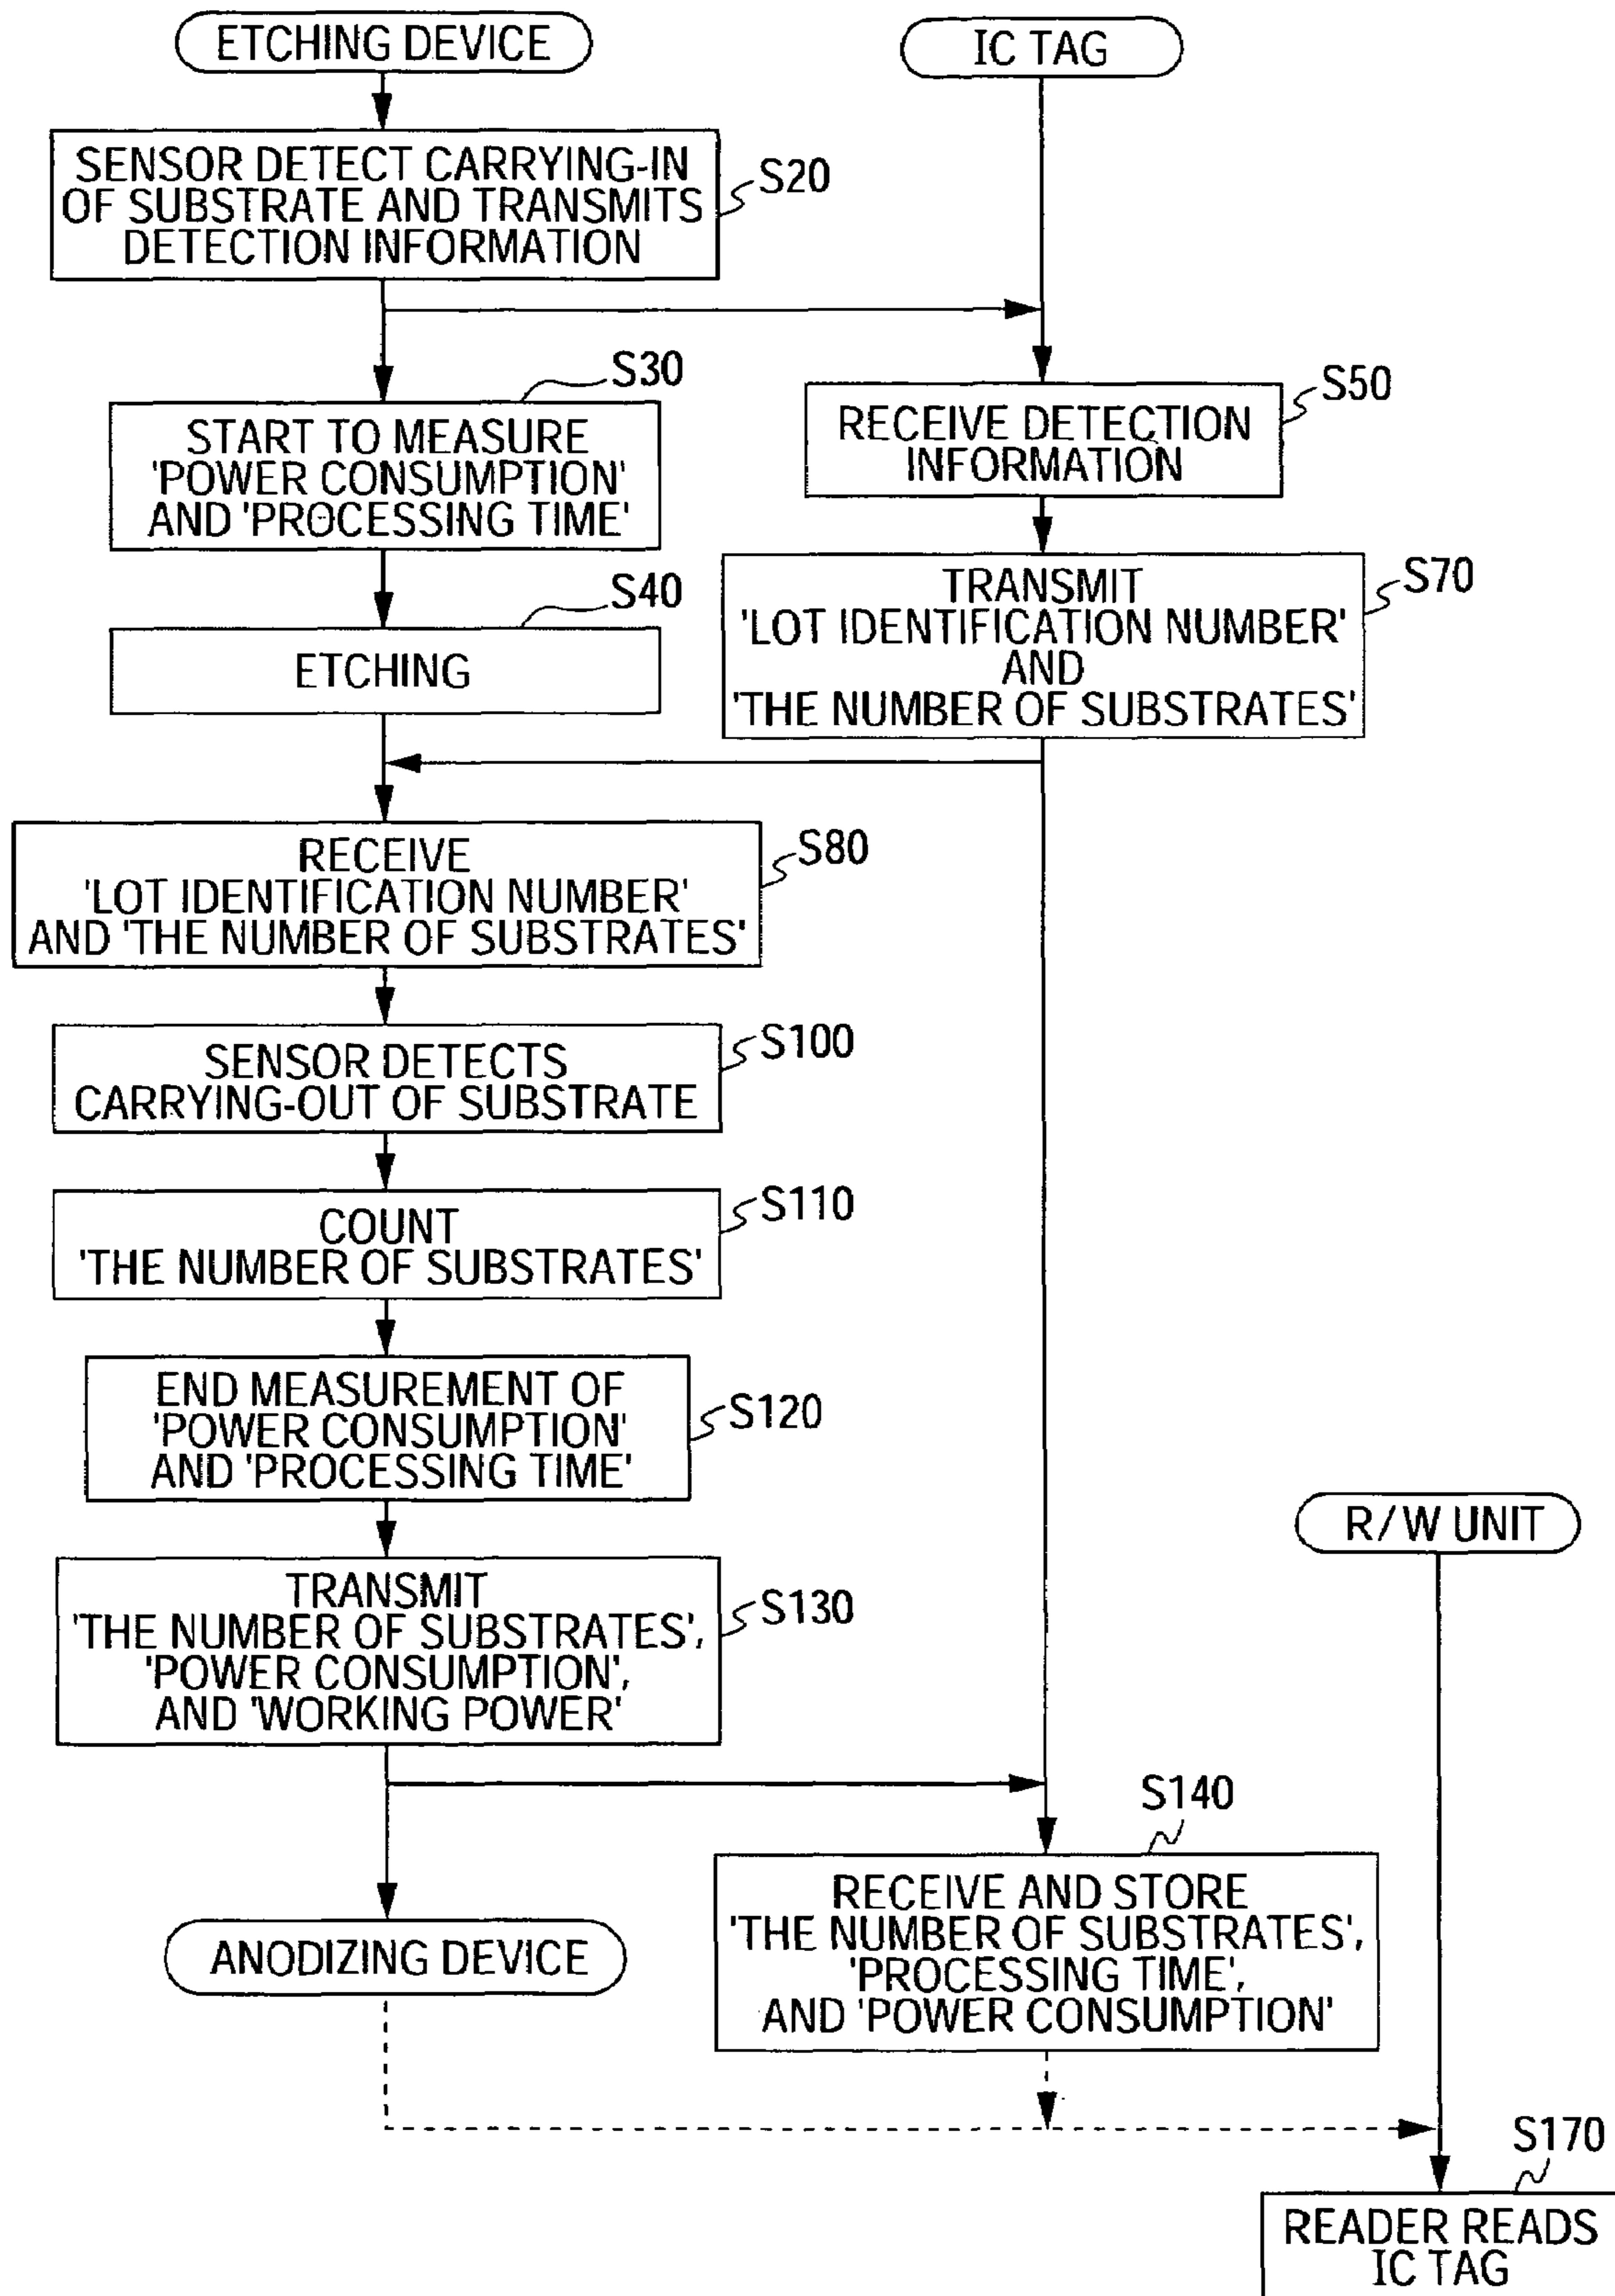 ETCHING DEVICE
IC TAG
SENSOR DETECT CARRYING-IN
OF SUBSTRATE AND TRANSMITS
DETECTION INFORMATION
S20
S30
START TO MEASURE
'POWER CONSUMPTION'
AND 'PROCESSING TIME'
S50
RECEIVE DETECTION
INFORMATION
S40
ETCHING
S70
TRANSMIT
'LOT IDENTIFICATION NUMBER'
AND
'THE NUMBER OF SUBSTRATES'
S80
RECEIVE
'LOT IDENTIFICATION NUMBER'
AND 'THE NUMBER OF SUBSTRATES'
S100
SENSOR DETECTS
CARRYING-OUT OF SUBSTRATE
S110
COUNT
'THE NUMBER OF SUBSTRATES'
S120
END MEASUREMENT OF
'POWER CONSUMPTION'
AND 'PROCESSING TIME'
R/W UNIT
S130
TRANSMIT
'THE NUMBER OF SUBSTRATES',
'POWER CONSUMPTION',
AND 'WORKING POWER'
S140
RECEIVE AND STORE
'THE NUMBER OF SUBSTRATES',
'PROCESSING TIME',
AND 'POWER CONSUMPTION'
ANODIZING DEVICE
S170
READER READS
IC TAG